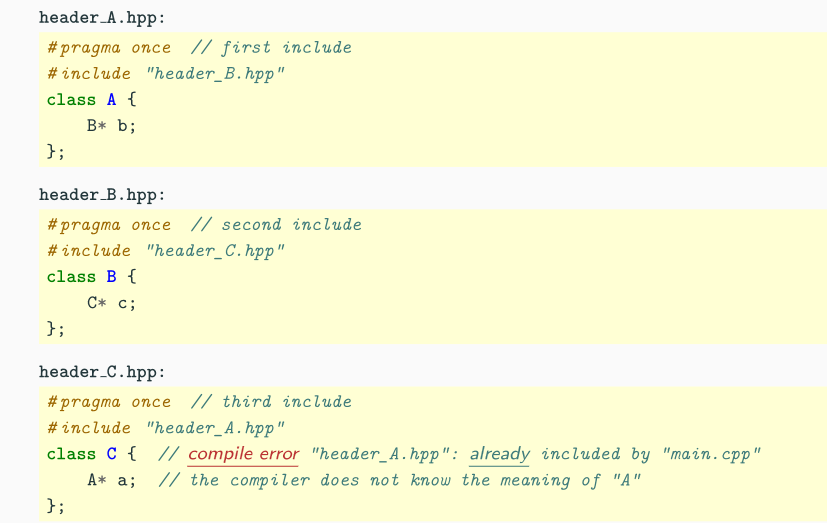 header_A.hpp:
#pragma once // first include
#include "header_B.hpp"
class A {
B* b;
};
header_B.hpp:
#pragma once // second include
#include "header_C.hpp"
class B {
C* c;
};
header_C.hpp:
#pragma once // third include
#include "header_A.hpp"
class C { // compile error "header_A.hpp": already included by "main.cpp"
A* a; // the compiler does not know the meaning of "A"
};